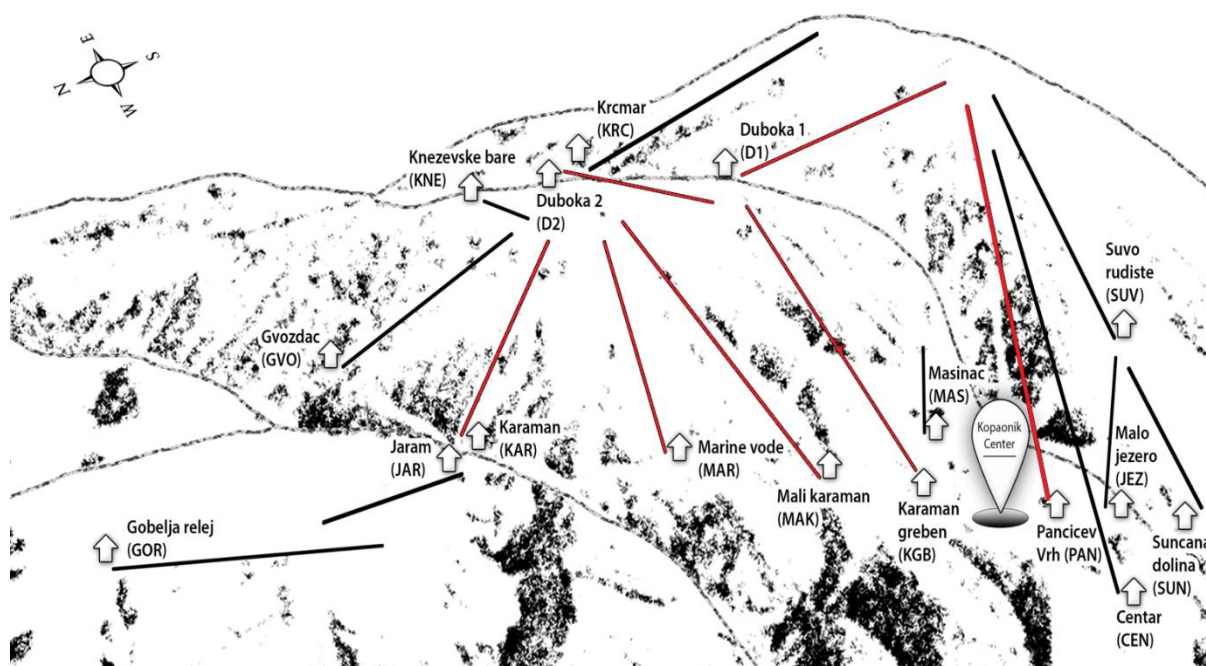 E
S
N
W
Krcmar
(KRC)
Duboka 1
(D1)
Knezevske bare
(KNE)
Duboka 2
(D2)
Suvo
rudiste
(SUV)
Gvozdac
(GVO)
Masinac
(MAS)
Kopaonik
Center
Karaman
(KAR)
Jaram
(JAR)
Marine vode
(MAR)
Malo
jezero
(JEZ)
Mali karaman
(MAK)
Karaman
greben
(KGB)
Pancicev
Vrh (PAN)
Suncana
dolina
(SUN)
Gobelja relej
(GOR)
Centar
(CEN)